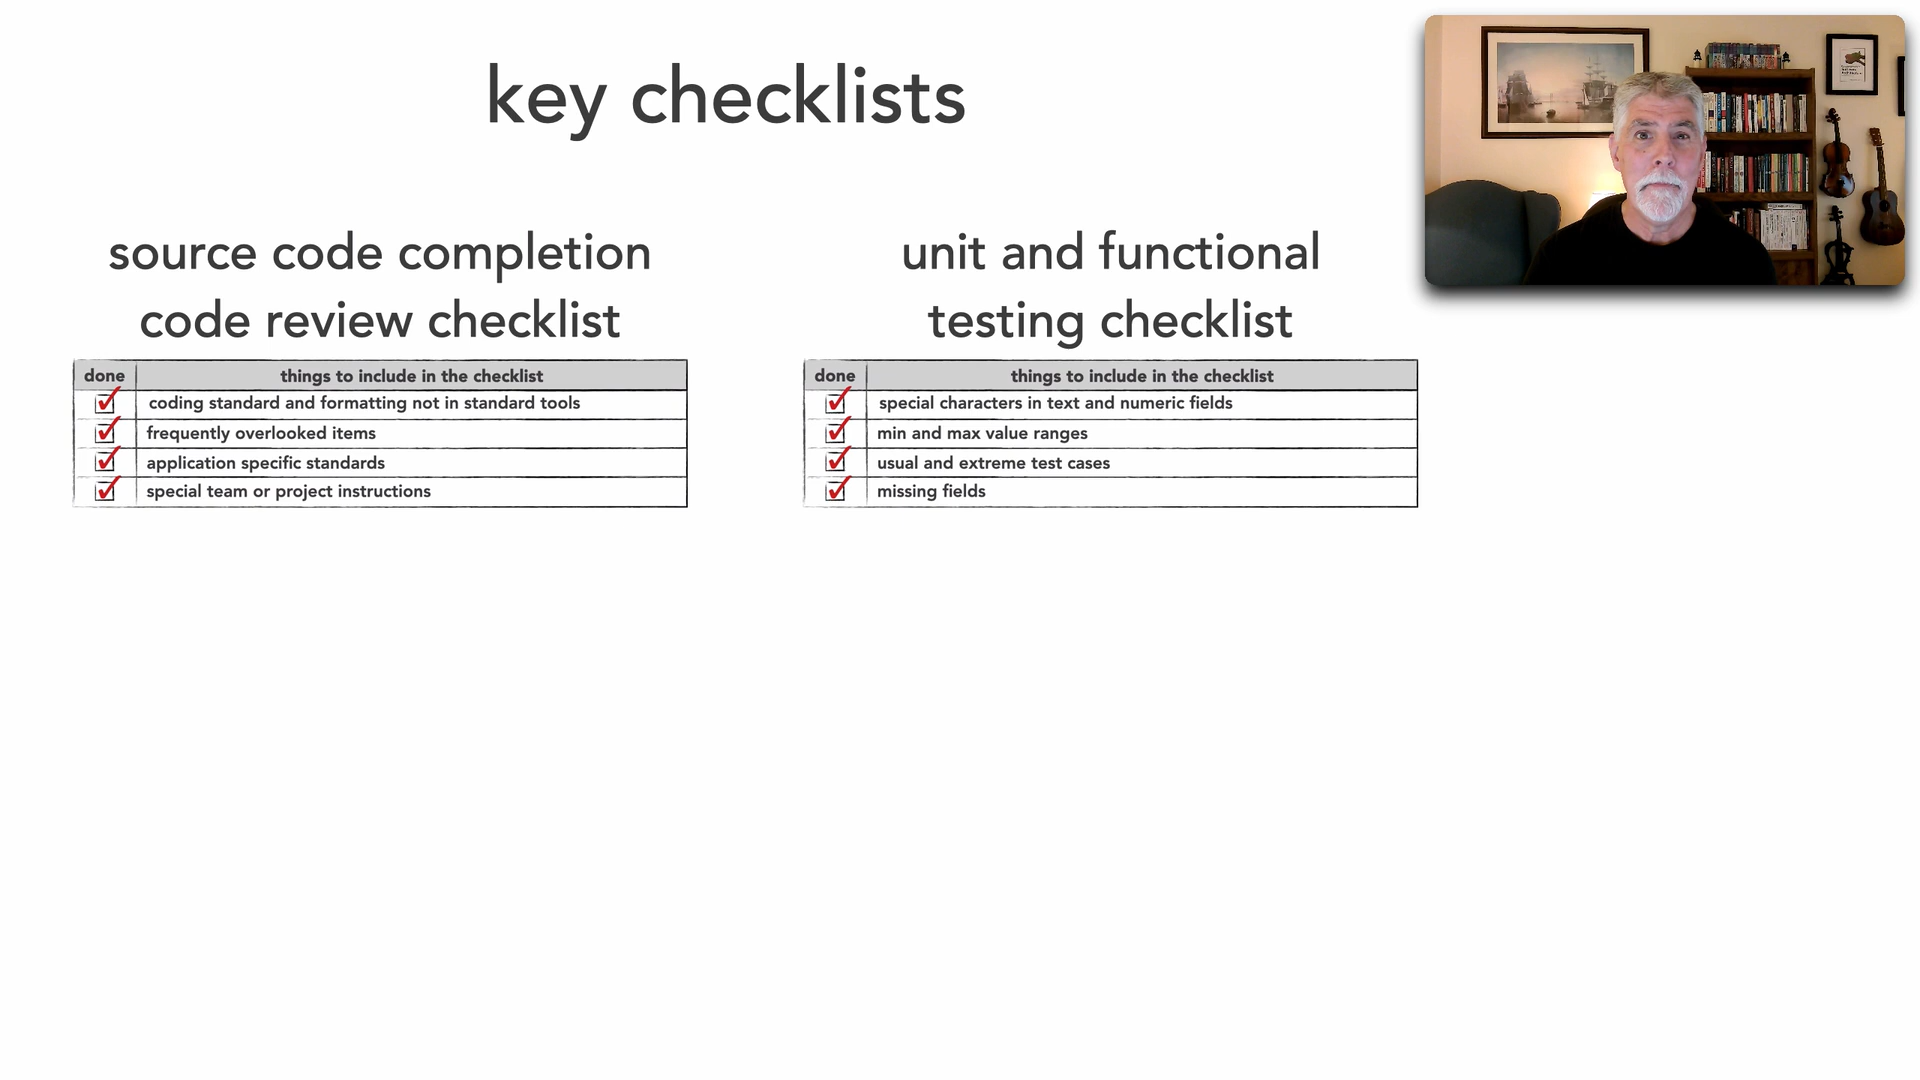 key checklists
source code completion
code review checklist
done things to include in the checklist
coding standard and formatting not in standard tools
frequently overlooked items
application specific standards
special team or project instructions
unit and functional
testing checklist
done things to include in the checklist
special characters in text and numeric fields
min and max value ranges
usual and extreme test cases
missing fields